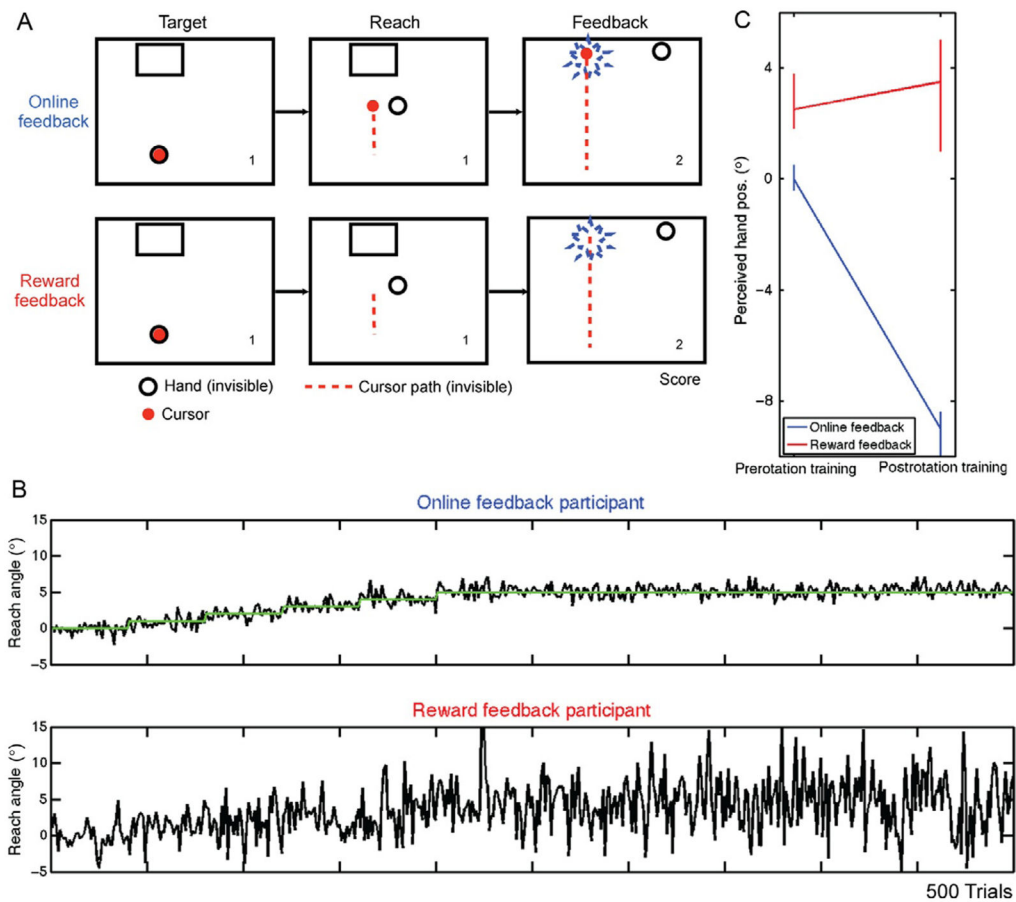 A
Target
Reach
Feedback
Online
feedback
1
1
2
Reward
feedback
1
1
2
Hand (invisible)
Cursor path (invisible)
Score
Cursor
C
Perceived hand pos. (°)
4
0
−4
−8
Online feedback
Reward feedback
Prerotation training
Postrotation training
B
Online feedback participant
Reach angle (°)
15
10
5
0
−5
Reward feedback participant
Reach angle (°)
15
10
5
0
−5
500 Trials